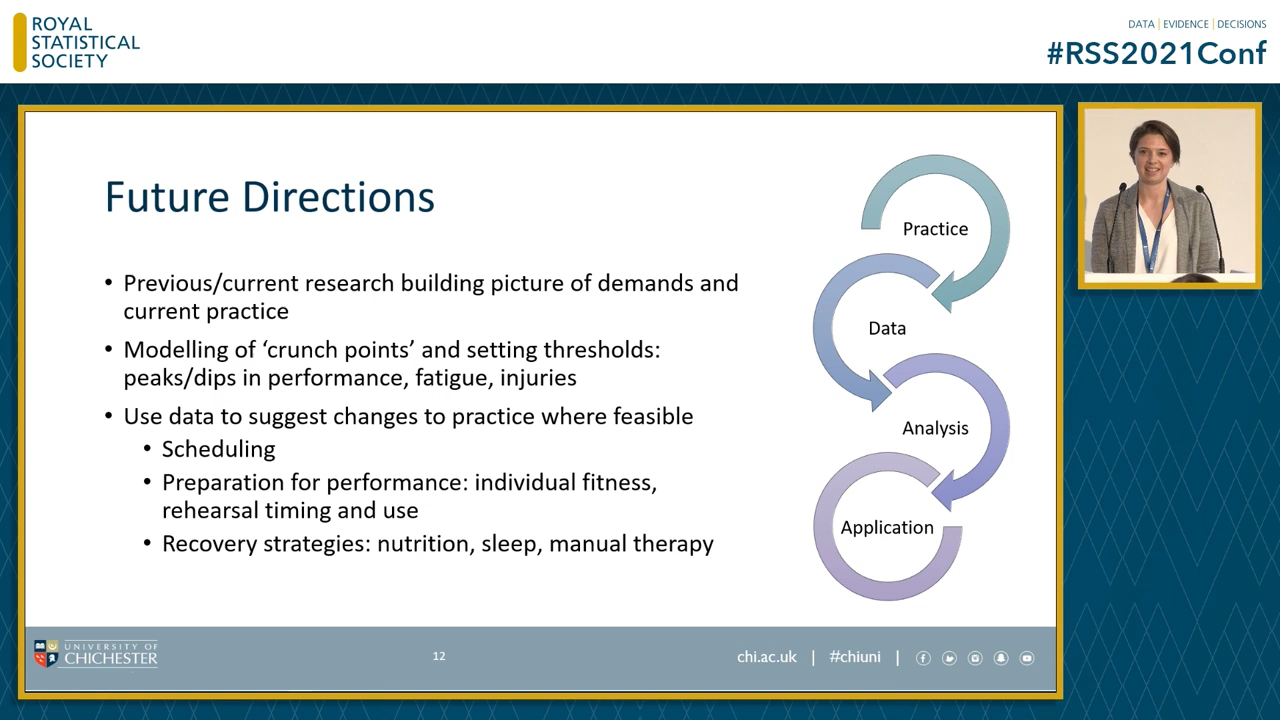 ROYAL
STATISTICAL
SOCIETY
DATA | EVIDENCE | DECISIONS
#RSS2021Conf
Future Directions
• Previous/current research building picture of demands and
current practice
• Modelling of ‘crunch points’ and setting thresholds:
peaks/dips in performance, fatigue, injuries
• Use data to suggest changes to practice where feasible
• Scheduling
• Preparation for performance: individual fitness,
rehearsal timing and use
• Recovery strategies: nutrition, sleep, manual therapy
Practice
Data
Analysis
Application
UNIVERSITY OF
CHICHESTER
12
chi.ac.uk | #chiuni |